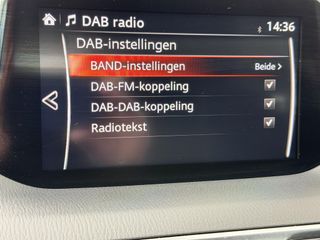 DAB radio
14:36
DAB-instellingen
BAND-instellingen Beide
DAB-FM-koppeling
DAB-DAB-koppeling
Radiotekst